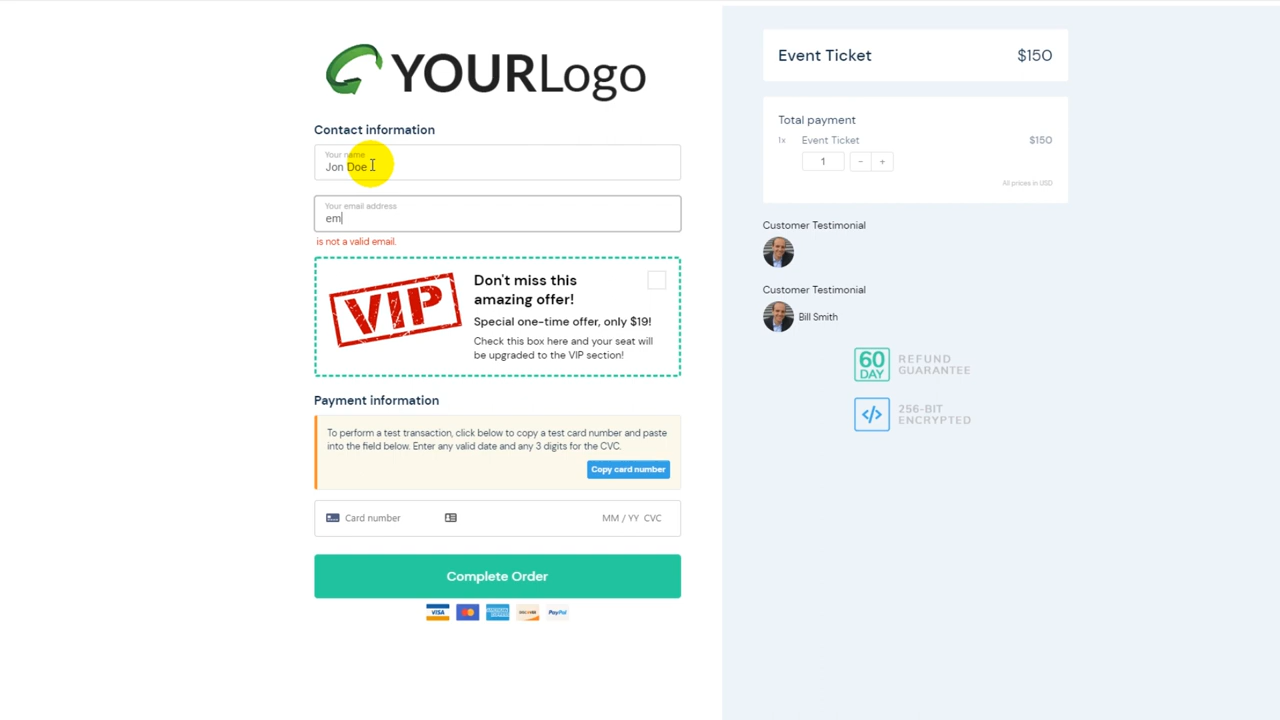 YOURLogo
Contact information
Your name
Jon Doe
Your email address
em
is not a valid email.
VIP
Don't miss this
amazing offer!
Special one-time offer, only $19!
Check this box here and your seat will
be upgraded to the VIP section!
Payment information
To perform a test transaction, click below to copy a test card number and paste
into the field below. Enter any valid date and any 3 digits for the CVC.
Copy card number
Card number MM / YY CVC
Complete Order
VISA
AMERICAN EXPRESS
DISCOVER
PayPal
Event Ticket $150
Total payment
1x Event Ticket $150
1 - +
All prices in USD
Customer Testimonial
Customer Testimonial
Bill Smith
60 DAY
REFUND
GUARANTEE
</>
256-BIT
ENCRYPTED